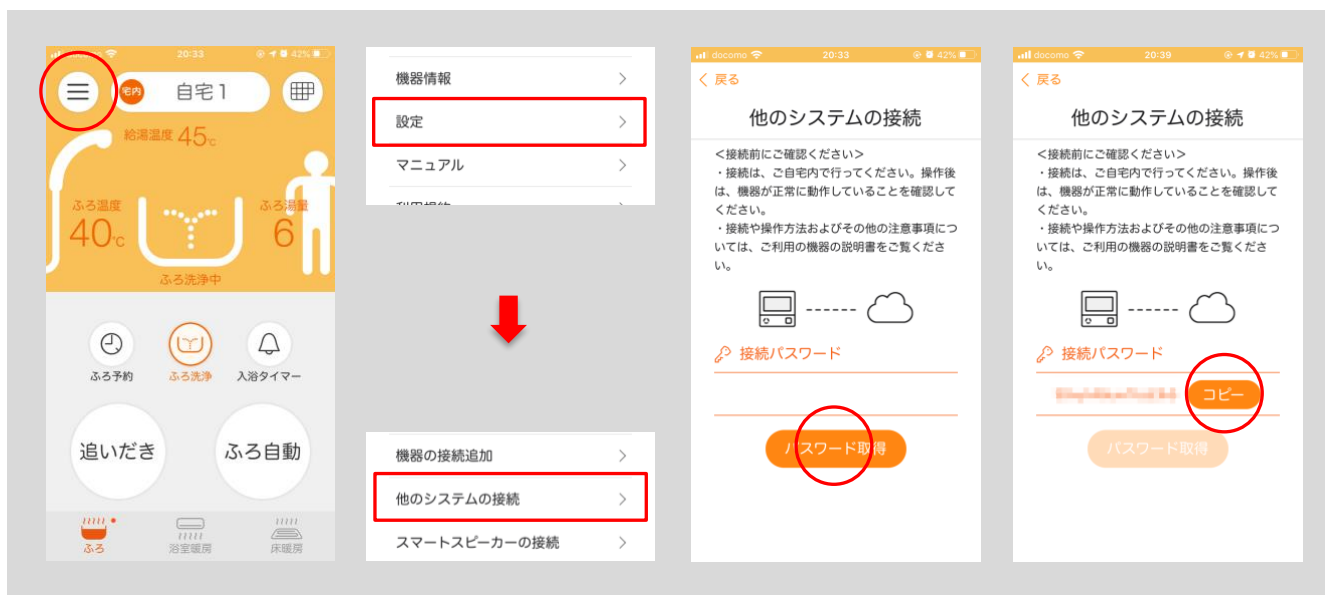 docomo 20:33 42%
宅内 自宅1
給湯温度 45℃
ふろ温度
40℃
ふろ湯量
6
ふろ洗浄中
ふろ予約 ふろ洗浄 入浴タイマー
追いだき ふろ自動
ふろ 浴室暖房 床暖房
機器情報
設定
マニュアル
機器の接続追加
他のシステムの接続
スマートスピーカーの接続
docomo 20:33 42%
戻る
他のシステムの接続
<接続前にご確認ください>
・接続は、ご自宅内で行ってください。操作後
は、機器が正常に動作していることを確認して
ください。
・接続や操作方法およびその他の注意事項につ
いては、ご利用の機器の説明書をご覧くださ
い。
接続パスワード
パスワード取得
docomo 20:39 42%
戻る
他のシステムの接続
<接続前にご確認ください>
・接続は、ご自宅内で行ってください。操作後
は、機器が正常に動作していることを確認して
ください。
・接続や操作方法およびその他の注意事項につ
いては、ご利用の機器の説明書をご覧くださ
い。
接続パスワード
コピー
パスワード取得